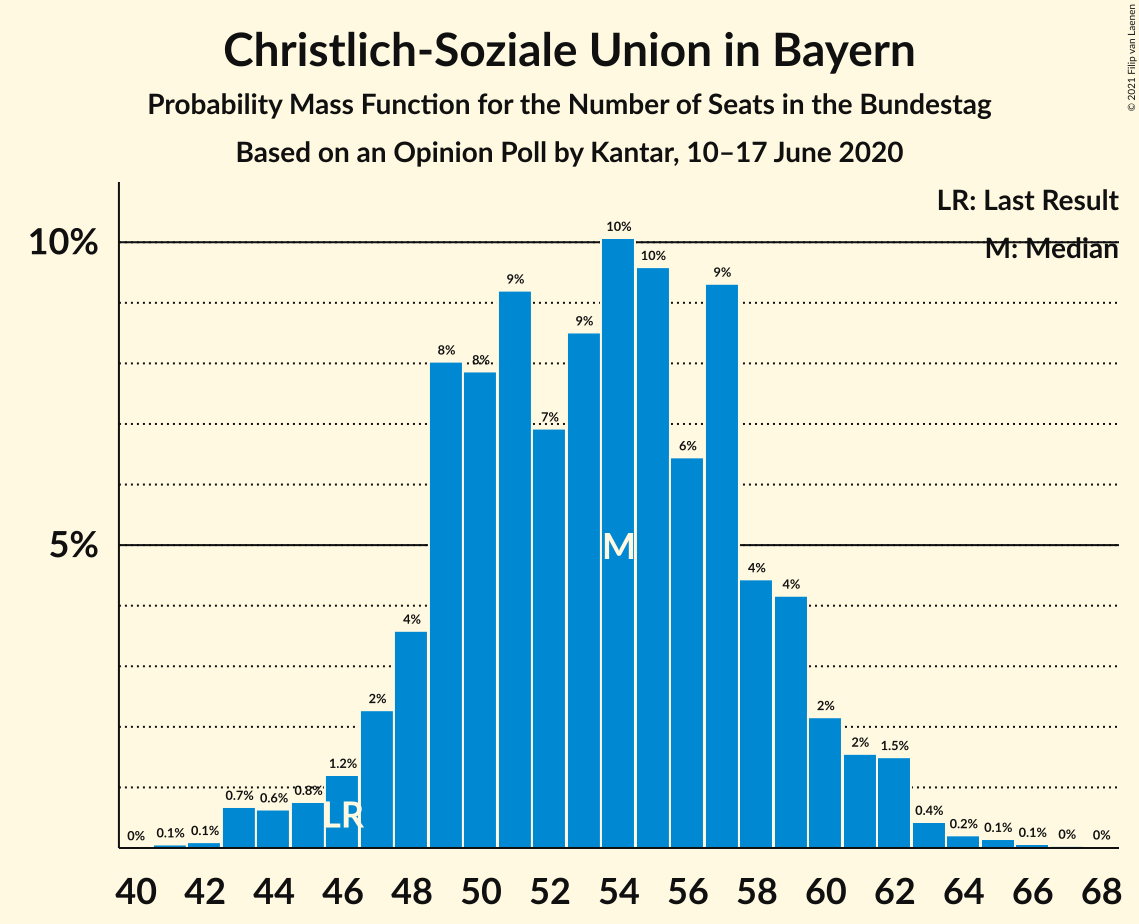 Christlich-Soziale Union in Bayern
Probability Mass Function for the Number of Seats in the Bundestag
Based on an Opinion Poll by Kantar, 10–17 June 2020
© 2021 Filip van Laenen
LR: Last Result
M: Median
10%
5%
0% 0.1% 0.1% 0.7% 0.6% 0.8% 1.2% 2% 4% 8% 8% 9% 7% 9% 10% 10% 6% 9% 4% 4% 2% 2% 1.5% 0.4% 0.2% 0.1% 0.1% 0% 0%
M
LR
40 42 44 46 48 50 52 54 56 58 60 62 64 66 68